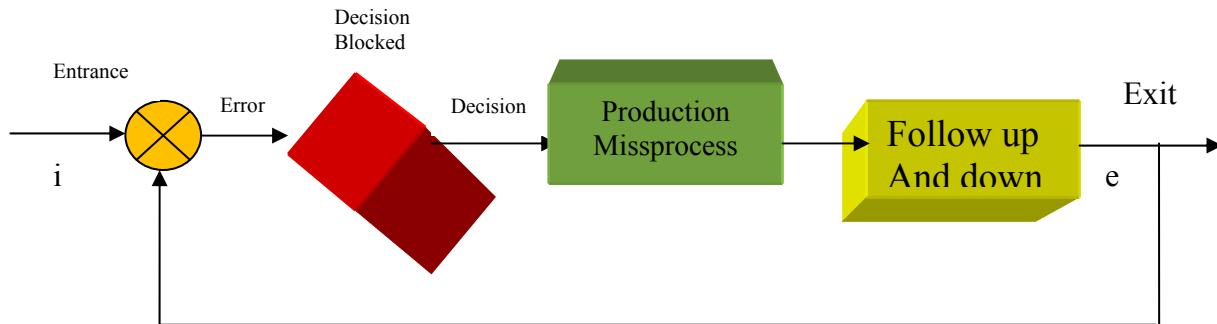 Entrance
i
Error
Decision
Blocked
Decision
Production
Missprocess
Follow up
And down
Exit
e